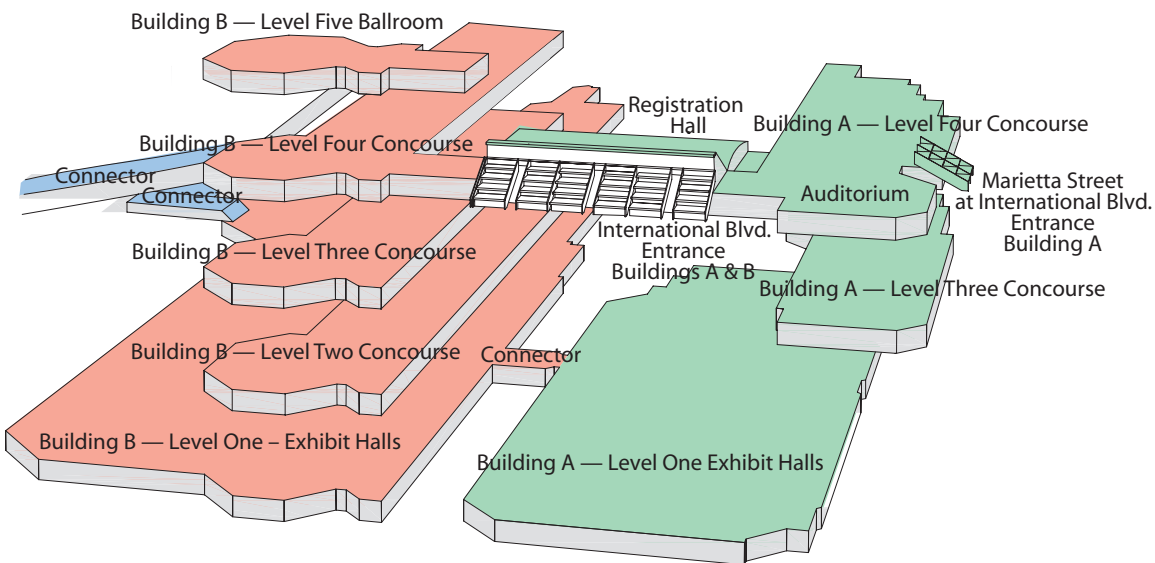 Building B — Level Five Ballroom
Registration
Hall
Building A — Level Four Concourse
Building B — Level Four Concourse
Connector
Connector
Auditorium
Marietta Street
at International Blvd.
Entrance
Building A
International Blvd.
Entrance
Buildings A & B
Building B — Level Three Concourse
Building A — Level Three Concourse
Building B — Level Two Concourse
Connector
Building B — Level One – Exhibit Halls
Building A — Level One Exhibit Halls